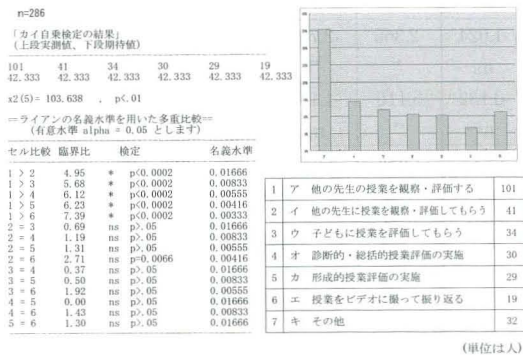 n=286
「カイ自乗検定の結果」
(上段実測値、下段期待値)
101 41 34 30 29 19
42.333 42.333 42.333 42.333 42.333 42.333
x2(5)= 103.638 , p<.01
==ライアンの名義水準を用いた多重比較==
(有意水準 alpha = 0.05 とします)
セル比較 臨界比 検定 名義水準
1 > 2 4.95 * p<0.0002 0.01666
1 > 3 5.68 * p<0.0002 0.00833
1 > 4 6.12 * p<0.0002 0.00555
1 > 5 6.23 * p<0.0002 0.00416
1 > 6 7.39 * p<0.0002 0.00333
2 = 3 0.69 ns p>.05 0.01666
2 = 4 1.19 ns p>.05 0.00833
2 = 5 1.31 ns p>.05 0.00555
2 = 6 2.71 ns p=0.0066 0.00416
3 = 4 0.37 ns p>.05 0.01666
3 = 5 0.50 ns p>.05 0.00833
3 = 6 1.92 ns p>.05 0.00555
4 = 5 0.00 ns p>.05 0.01666
4 = 6 1.43 ns p>.05 0.00833
5 = 6 1.30 ns p>.05 0.01666
1 ア 他の先生の授業を観察・評価する 101
2 イ 他の先生に授業を観察・評価してもらう 41
3 ウ 子どもに授業を評価してもらう 34
4 オ 診断的・総括的授業評価の実施 30
5 カ 形成的授業評価の実施 29
6 エ 授業をビデオに撮って振り返る 19
7 キ その他 32
(単位は人)